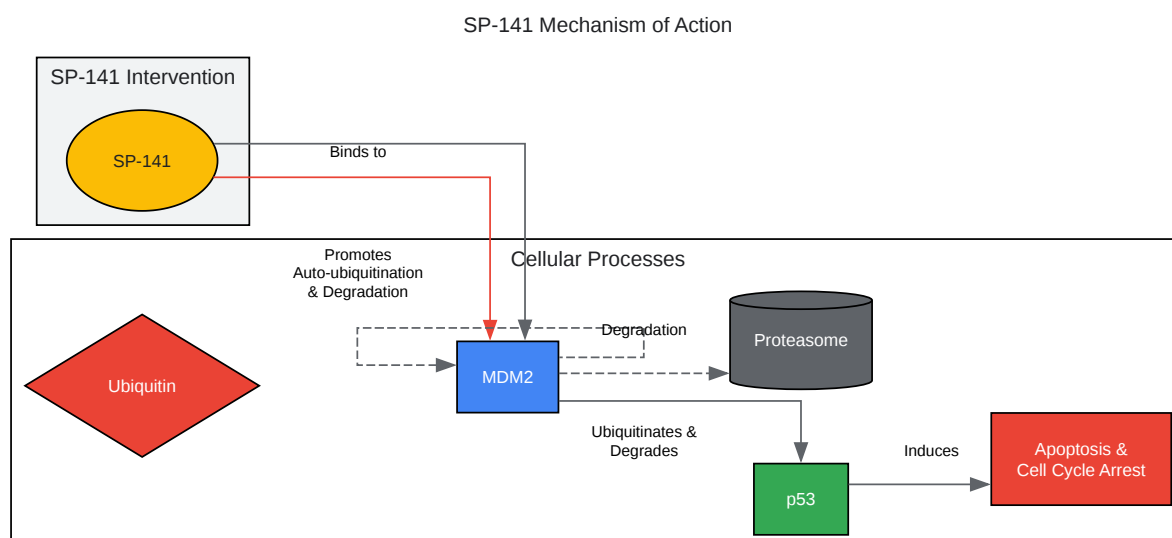 SP-141 Mechanism of Action
SP-141 Intervention
SP-141
Binds to
Promotes
Auto-ubiquitination
& Degradation
Cellular Processes
Degradation
Proteasome
MDM2
Ubiquitin
Ubiquitinates &
Degrades
Induces
Apoptosis &
Cell Cycle Arrest
p53